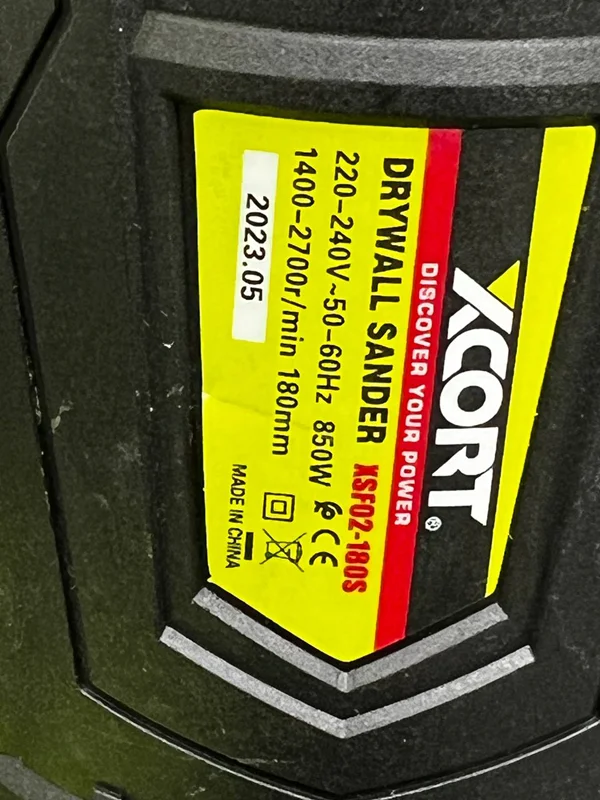 XCORT®
DISCOVER YOUR POWER
DRYWALL SANDER XSF02-180S
220-240V~50-60Hz 850W CE
1400-2700r/min 180mm
2023.05
MADE IN CHINA